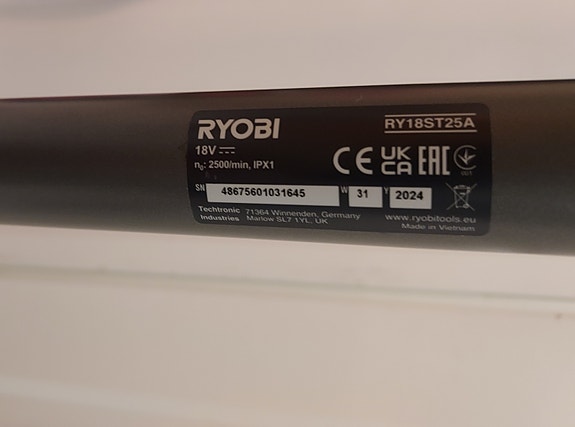 RYOBI
RY18ST25A
18V
n₀: 2500/min, IPX1
CE UK CA EAC
SN 48675601031645 W 31 Y 2024
Techtronic Industries
71364 Winnenden, Germany
Marlow SL7 1YL, UK
www.ryobitools.eu
Made in Vietnam